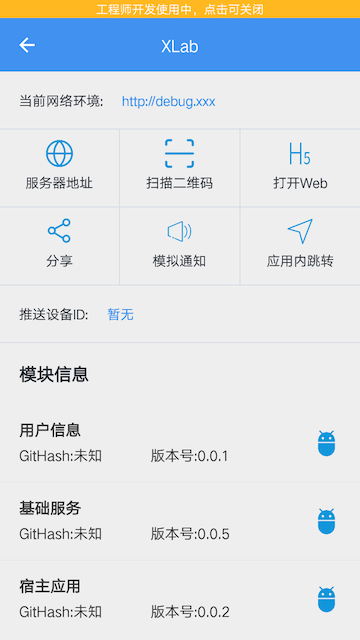 工程师开发使用中，点击可关闭
XLab
当前网络环境: http://debug.xxx
服务器地址 扫描二维码 H5 打开Web
分享 模拟通知 应用内跳转
推送设备ID: 暂无
模块信息
用户信息
GitHash:未知 版本号:0.0.1
基础服务
GitHash:未知 版本号:0.0.5
宿主应用
GitHash:未知 版本号:0.0.2